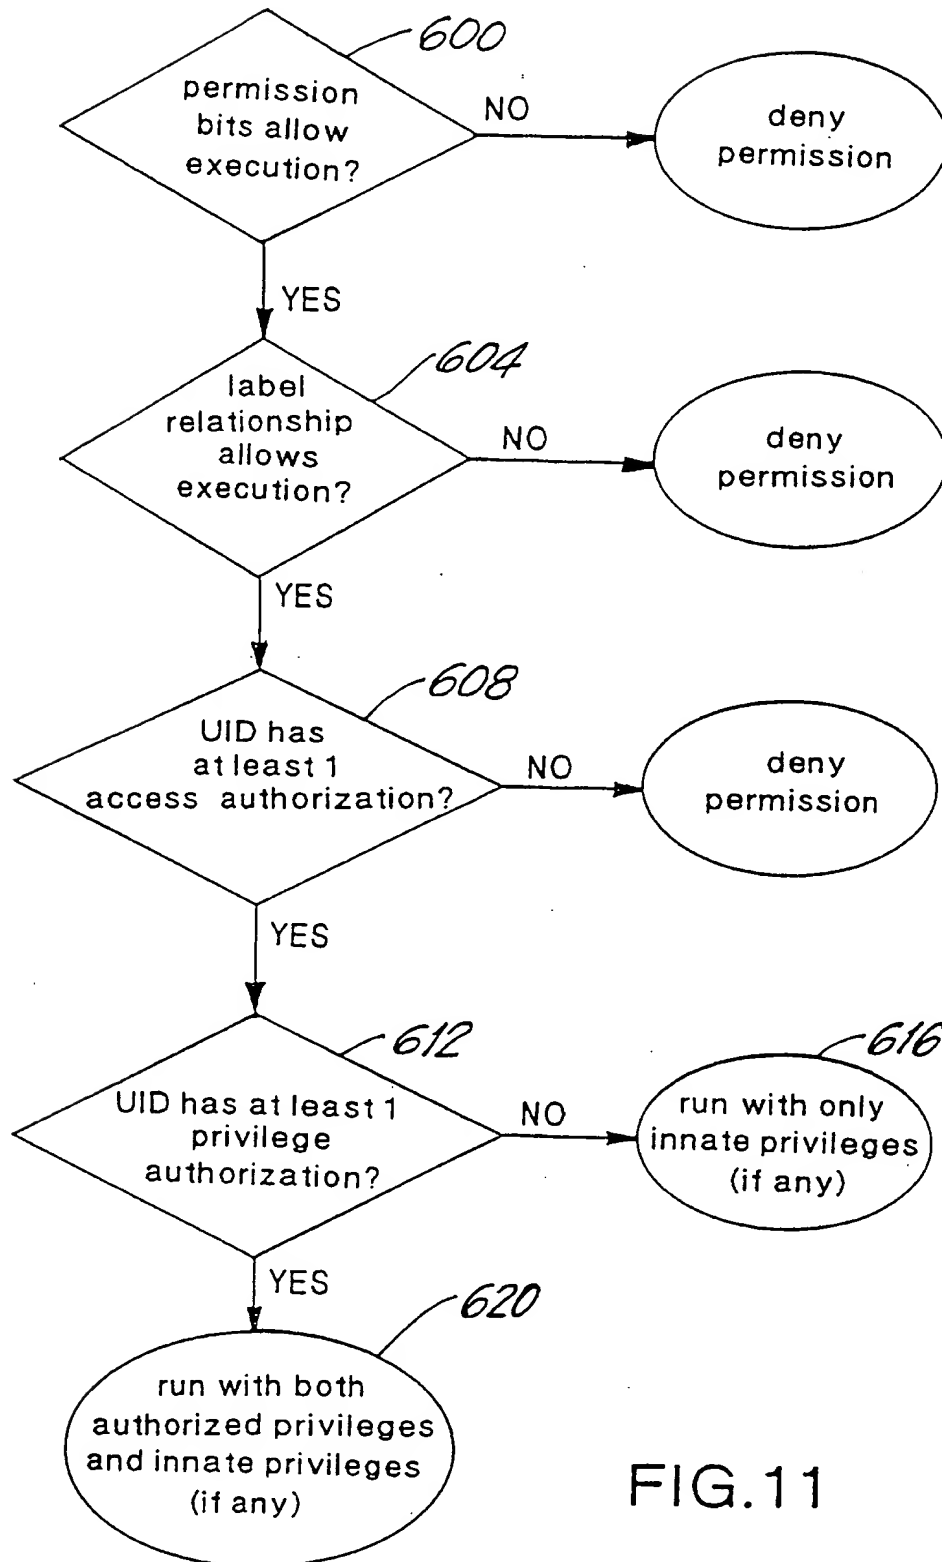 600
permission
bits allow
execution?
NO
deny
permission
YES
604
label
relationship
allows
execution?
NO
deny
permission
YES
608
UID has
at least 1
access authorization?
NO
deny
permission
YES
612
UID has at least 1
privilege
authorization?
NO
616
run with only
innate privileges
(if any)
YES
620
run with both
authorized privileges
and innate privileges
(if any)
FIG.11